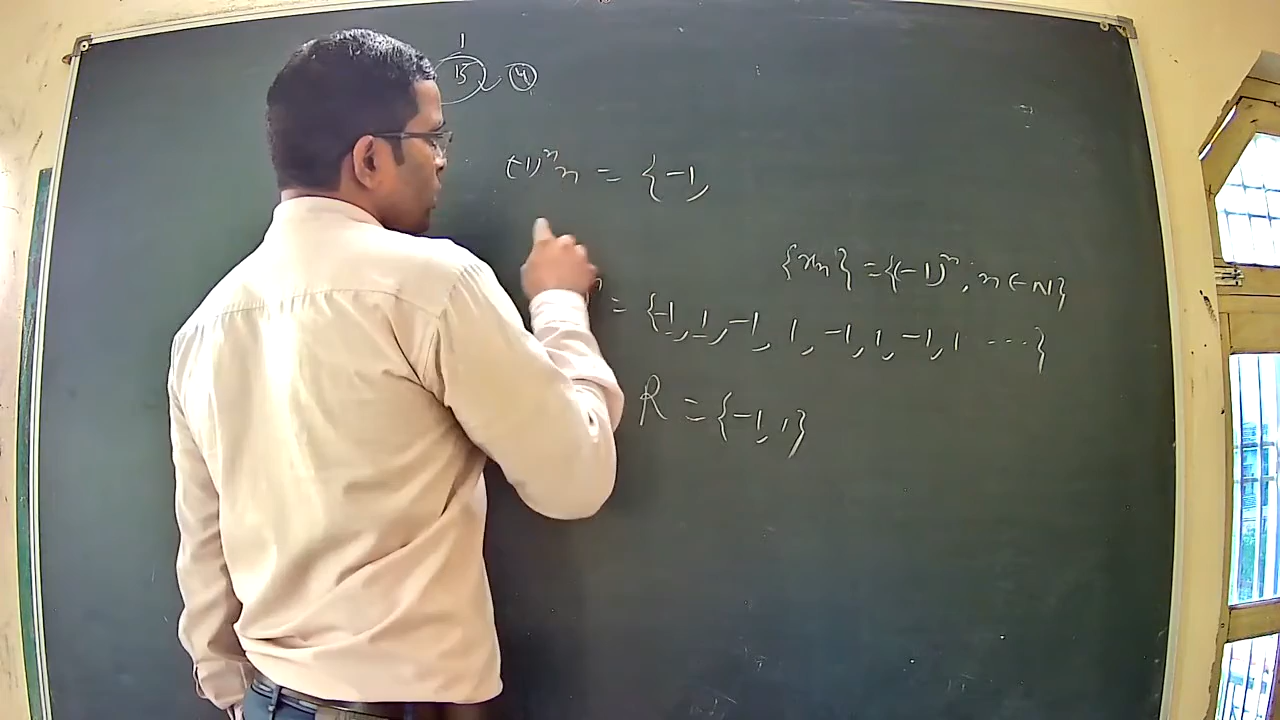 1
15 4
(-1)ⁿn = {-1,
{xn} = {(-1)ⁿ, n ∈ N}
n = {-1, 1, -1, 1, -1, 1, -1, 1 ...}
R = {-1, 1}